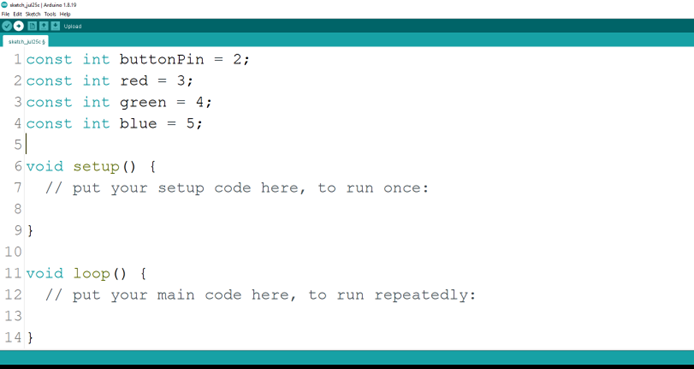 sketch_jul25c | Arduino 1.8.19
File Edit Sketch Tools Help
Upload
sketch_jul25c §
1 const int buttonPin = 2;
2 const int red = 3;
3 const int green = 4;
4 const int blue = 5;
5
6 void setup() {
7 // put your setup code here, to run once:
8
9 }
10
11 void loop() {
12 // put your main code here, to run repeatedly:
13
14 }